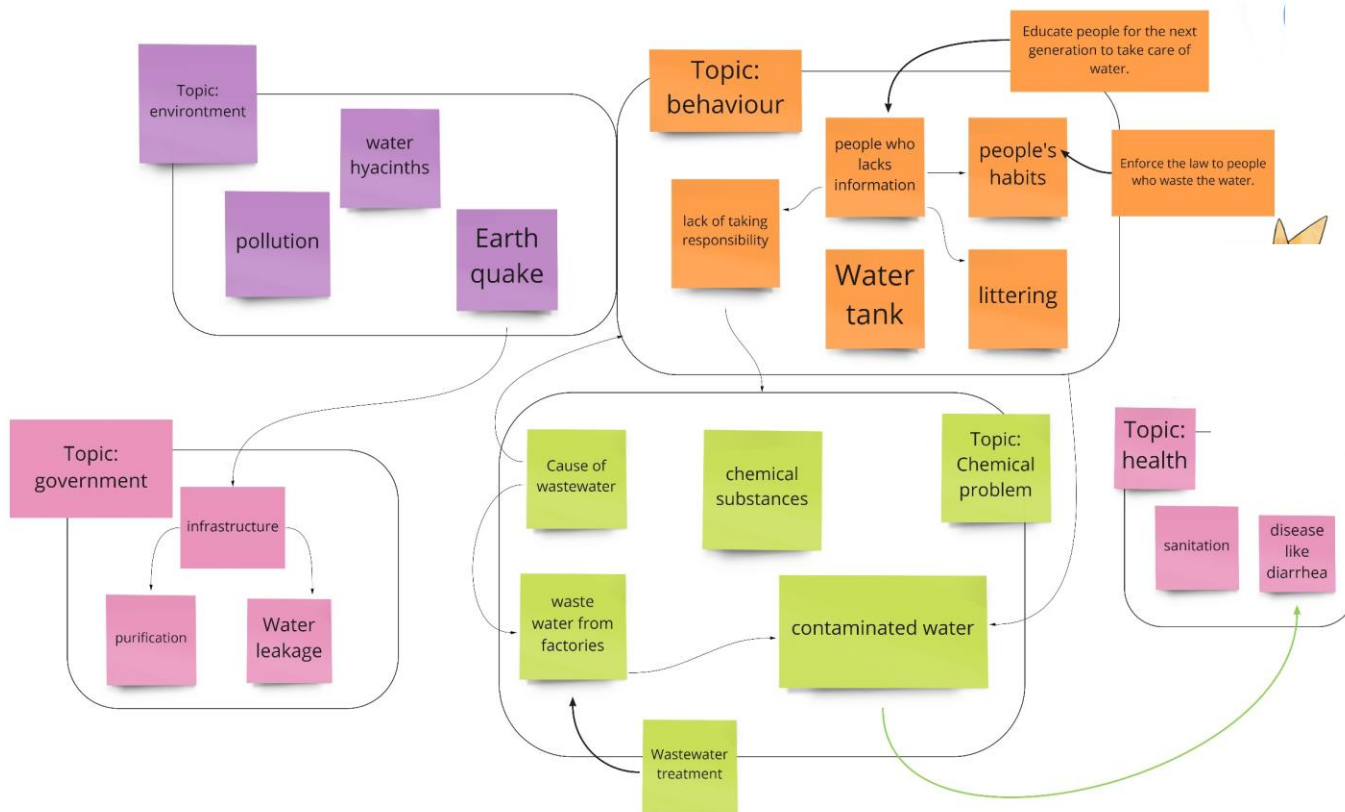 Topic:
environtment
water
hyacinths
pollution
Earth
quake
Topic:
behaviour
Educate people for the next
generation to take care of
water.
people who
lacks
information
people's
habits
Enforce the law to people
who waste the water.
lack of taking
responsibility
Water
tank
littering
Topic:
government
infrastructure
purification
Water
leakage
Cause of
wastewater
chemical
substances
Topic:
Chemical
problem
waste
water from
factories
contaminated water
Wastewater
treatment
Topic:
health
sanitation
disease
like
diarrhea